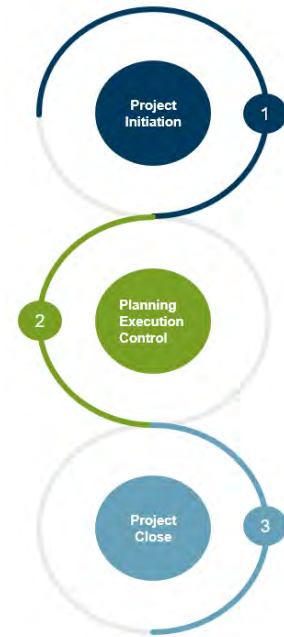 Project
Initiation
1
Planning
Execution
Control
2
Project
Close
3